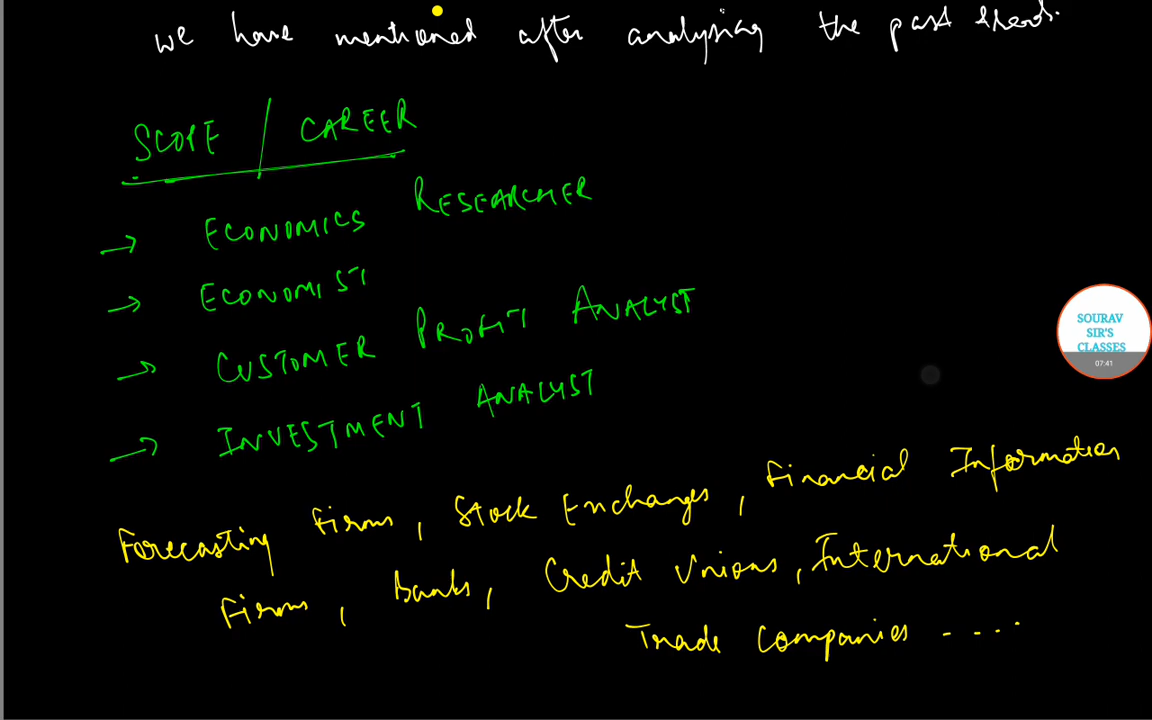 we have mentioned after analysing the past trend.
SCOPE / CAREER
→ ECONOMICS RESEARCHER
→ ECONOMIST
→ CUSTOMER PROFIT ANALYST
→ INVESTMENT ANALYST
Forecasting firms, Stock Exchanges, Financial Information
firms, Banks, Credit Unions, International
Trade Companies ....
SOURAV
SIR'S
CLASSES
07:41